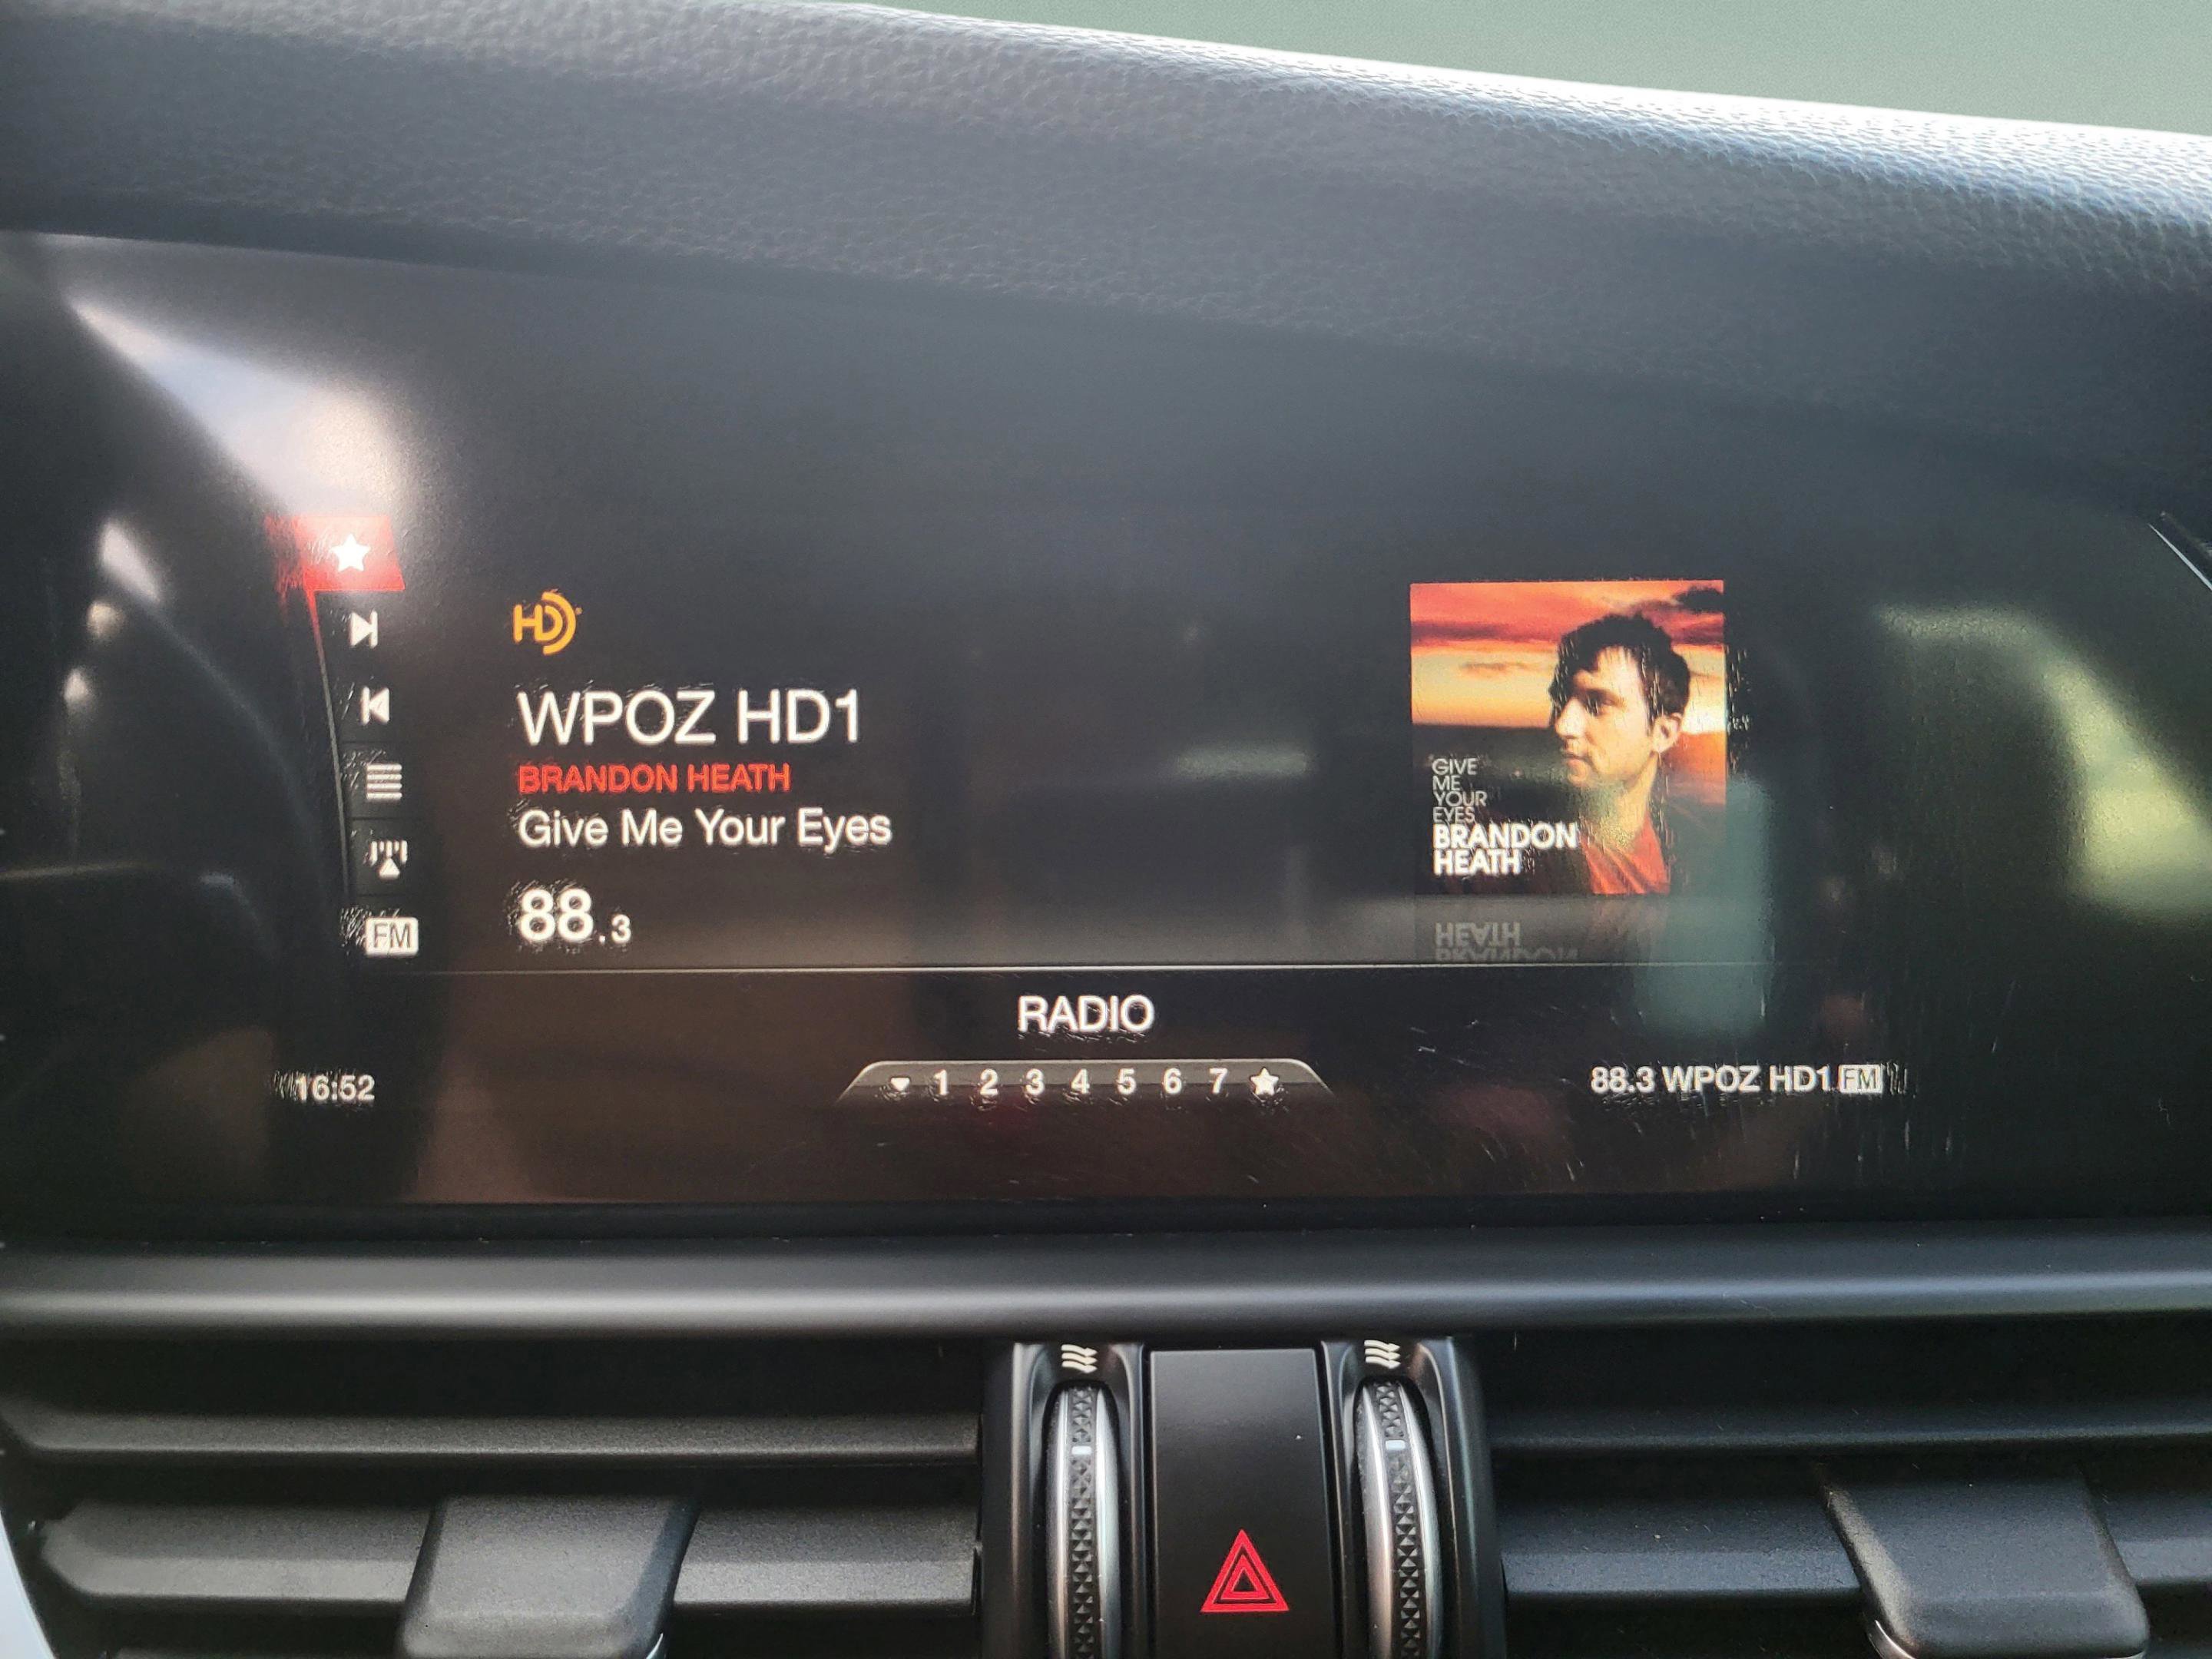 HD
WPOZ HD1
BRANDON HEATH
Give Me Your Eyes
88.3
FM
GIVE
ME
YOUR
EYES
BRANDON
HEATH
RADIO
16:52
1 2 3 4 5 6 7
88.3 WPOZ HD1 FM